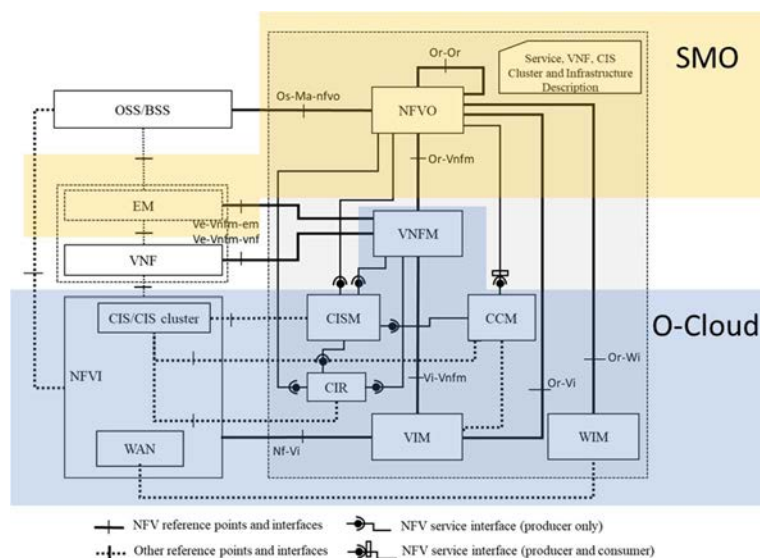 Or-Or
Service, VNF, CIS
Cluster and Infrastructure
Description
SMO
OSS/BSS
Os-Ma-nfvo
NFVO
Or-Vnfm
EM
Ve-Vnfm-em
Ve-Vnfm-vnf
VNFM
VNF
CIS/CIS cluster
CISM
CCM
O-Cloud
NFVI
CIR
Vi-Vnfm
Or-Vi
Or-Wi
WAN
Nf-Vi
VIM
WIM
NFV reference points and interfaces
NFV service interface (producer only)
Other reference points and interfaces
NFV service interface (producer and consumer)